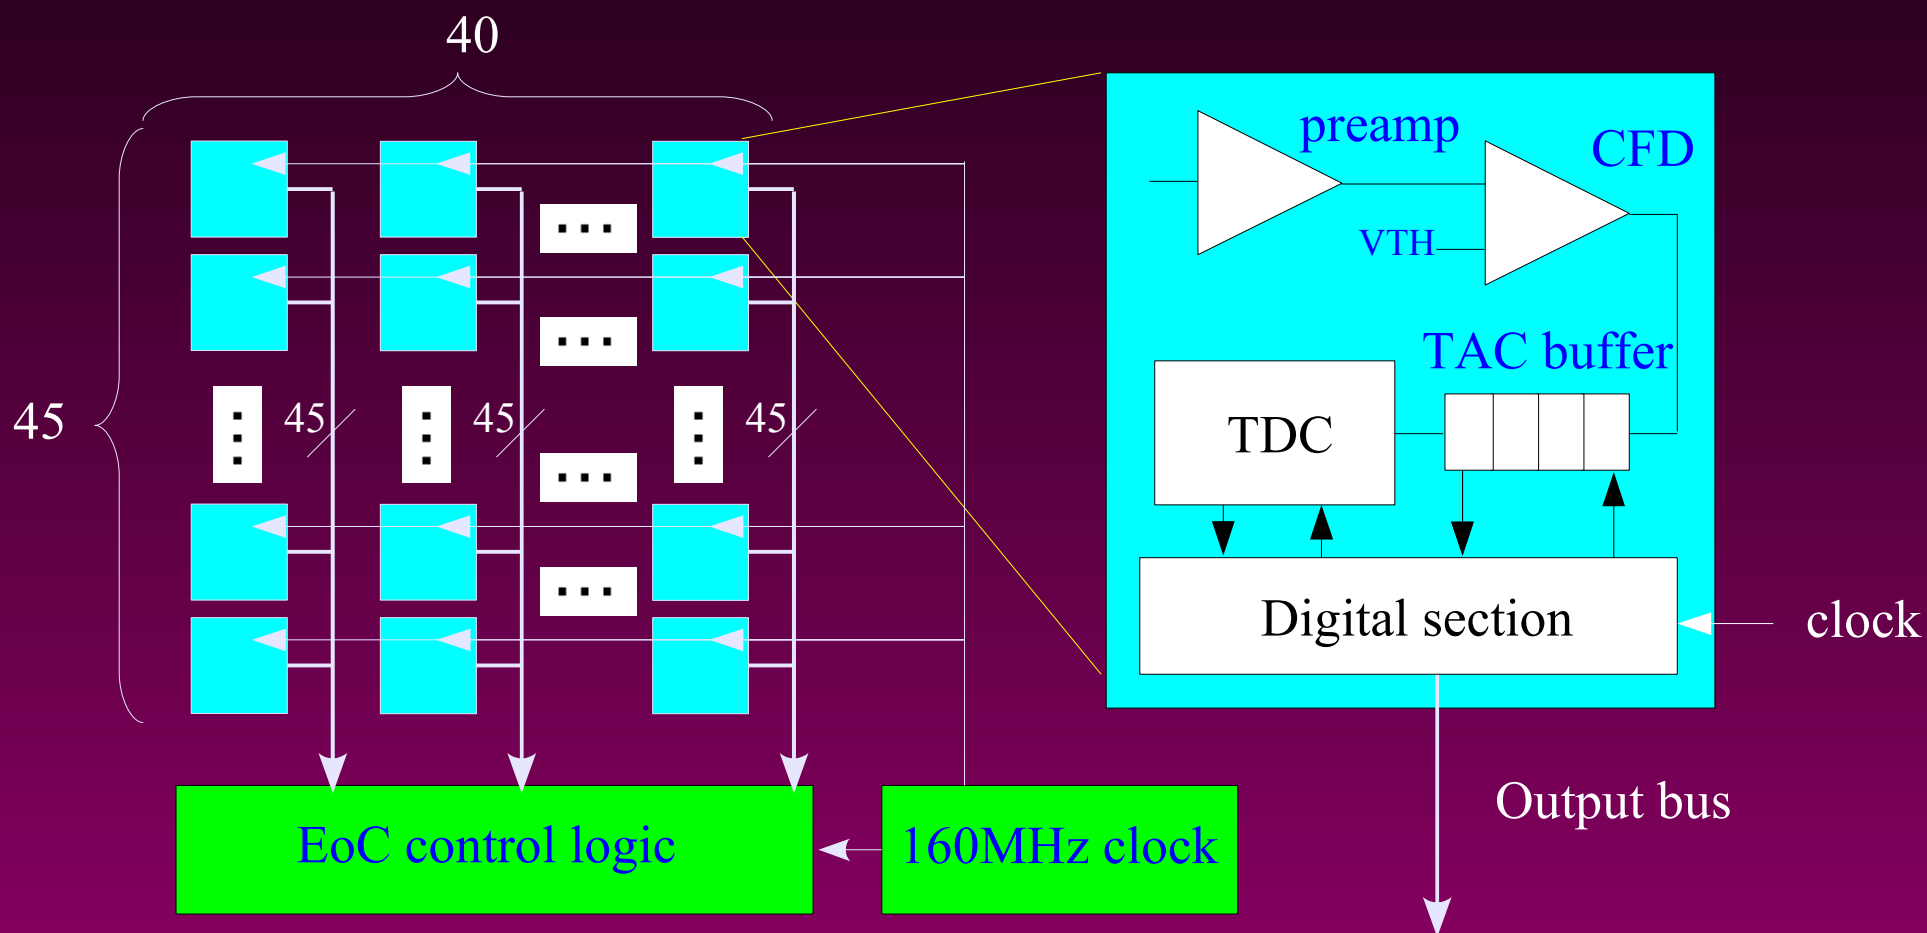 40
preamp
CFD
VTH
TAC buffer
45
45
45
45
TDC
Digital section
clock
Output bus
EoC control logic
160MHz clock